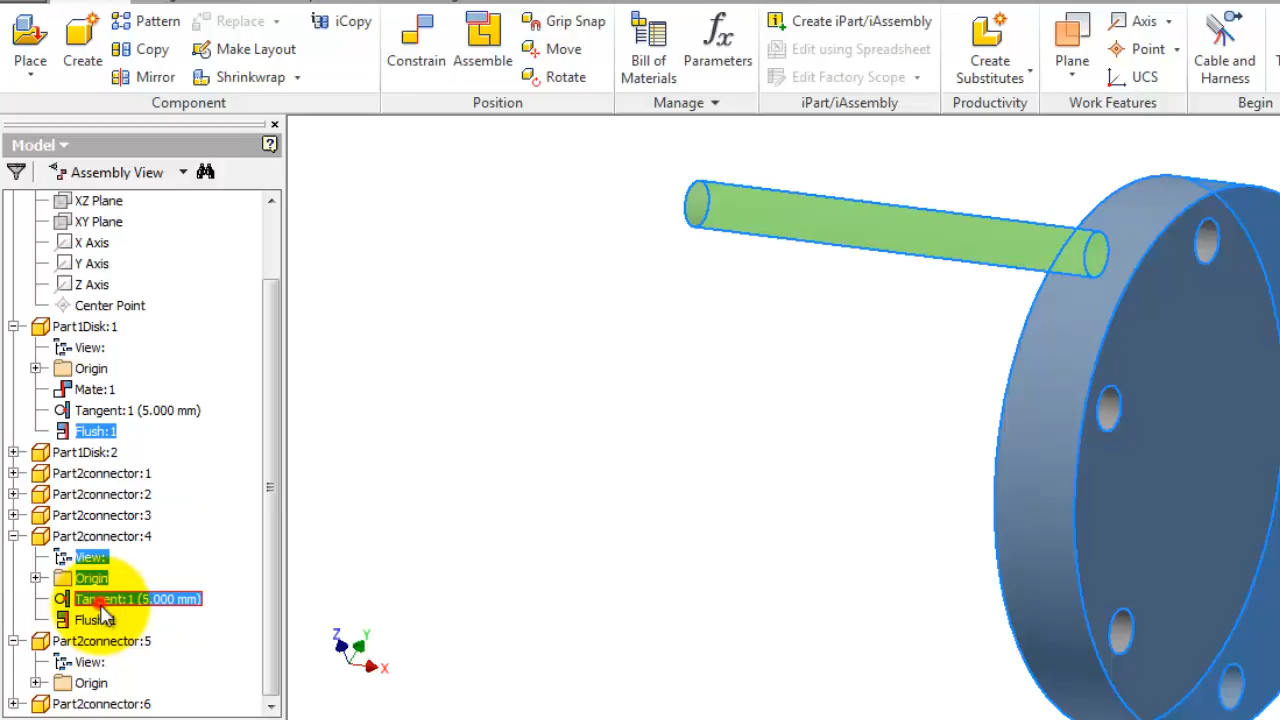 Pattern
Replace
iCopy
Grip Snap
Create iPart/iAssembly
Axis
Copy
Make Layout
Move
Edit using Spreadsheet
Point
Place
Create
Mirror
Shrinkwrap
Constrain
Assemble
Rotate
Bill of
Materials
fx
Parameters
Edit Factory Scope
Create
Substitutes
Plane
UCS
Cable and
Harness
Component
Position
Manage
iPart/iAssembly
Productivity
Work Features
Begin
Model
Assembly View
XZ Plane
XY Plane
X Axis
Y Axis
Z Axis
Center Point
Part1Disk:1
View:
Origin
Mate:1
Tangent:1 (5.000 mm)
Flush:1
Part1Disk:2
Part2connector:1
Part2connector:2
Part2connector:3
Part2connector:4
View:
Origin
Tangent:1 (5.000 mm)
Flush:1
Part2connector:5
View:
Origin
Part2connector:6
Z
Y
X